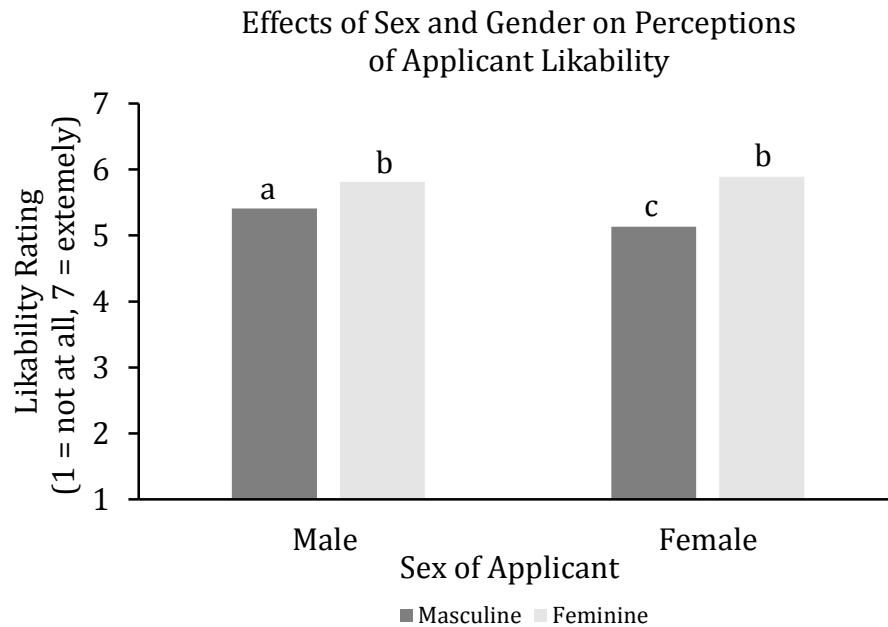 Effects of Sex and Gender on Perceptions
of Applicant Likability
Likability Rating
(1 = not at all, 7 = extemely)
7
6
5
4
3
2
1
a
b
c
b
Male
Female
Sex of Applicant
Masculine
Feminine